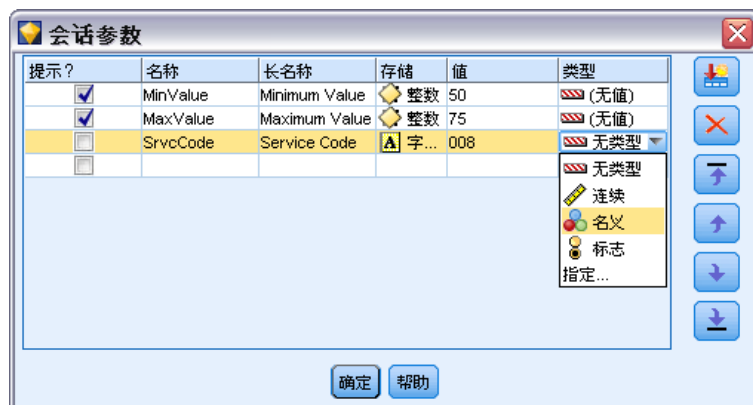 会话参数
提示? 名称 长名称 存储 值 类型
MinValue Minimum Value 整数 50 (无值)
MaxValue Maximum Value 整数 75 (无值)
SrvcCode Service Code A 字... 008 无类型
无类型
连续
名义
标志
指定...
确定 帮助